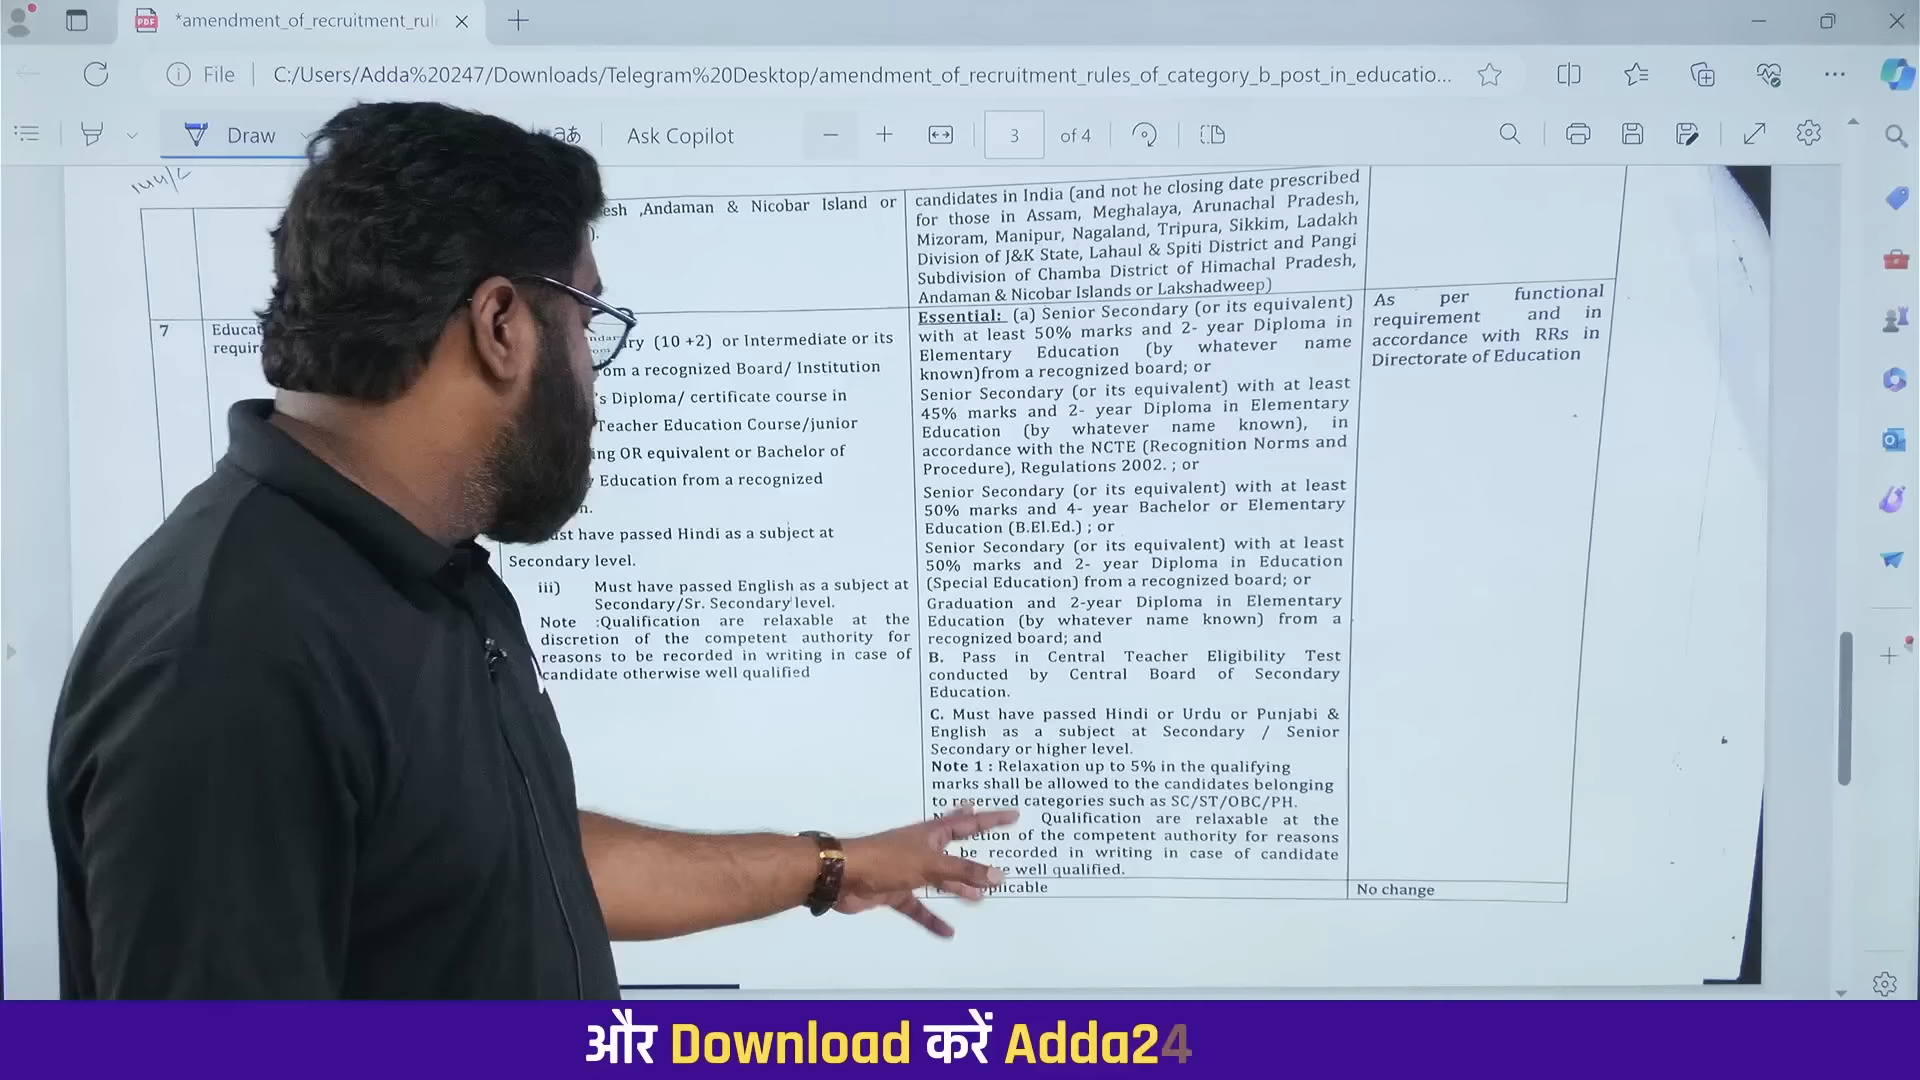 *amendment_of_recruitment_rul
File
C:/Users/Adda%20247/Downloads/Telegram%20Desktop/amendment_of_recruitment_rules_of_category_b_post_in_educatio...
Draw
Ask Copilot
3 of 4
esh ,Andaman & Nicobar Island or
).
candidates in India (and not he closing date prescribed
for those in Assam, Meghalaya, Arunachal Pradesh,
Mizoram, Manipur, Nagaland, Tripura, Sikkim, Ladakh
Division of J&K State, Lahaul & Spiti District and Pangi
Subdivision of Chamba District of Himachal Pradesh,
Andaman & Nicobar Islands or Lakshadweep)
7
Educat
requir
ry (10 +2) or Intermediate or its
om a recognized Board/ Institution
's Diploma/ certificate course in
Teacher Education Course/junior
ing OR equivalent or Bachelor of
Education from a recognized
n.
ust have passed Hindi as a subject at
Secondary level.
iii) Must have passed English as a subject at
Secondary/Sr. Secondary level.
Note :Qualification are relaxable at the
discretion of the competent authority for
reasons to be recorded in writing in case of
candidate otherwise well qualified
Essential: (a) Senior Secondary (or its equivalent)
with at least 50% marks and 2- year Diploma in
Elementary Education (by whatever name
known)from a recognized board; or
Senior Secondary (or its equivalent) with at least
45% marks and 2- year Diploma in Elementary
Education (by whatever name known), in
accordance with the NCTE (Recognition Norms and
Procedure), Regulations 2002. ; or
Senior Secondary (or its equivalent) with at least
50% marks and 4- year Bachelor or Elementary
Education (B.El.Ed.) ; or
Senior Secondary (or its equivalent) with at least
50% marks and 2- year Diploma in Education
(Special Education) from a recognized board; or
Graduation and 2-year Diploma in Elementary
Education (by whatever name known) from a
recognized board; and
B. Pass in Central Teacher Eligibility Test
conducted by Central Board of Secondary
Education.
C. Must have passed Hindi or Urdu or Punjabi &
English as a subject at Secondary / Senior
Secondary or higher level.
Note 1 : Relaxation up to 5% in the qualifying
marks shall be allowed to the candidates belonging
to reserved categories such as SC/ST/OBC/PH.
Qualification are relaxable at the
etion of the competent authority for reasons
be recorded in writing in case of candidate
e well qualified.
plicable
As per functional
requirement and in
accordance with RRs in
Directorate of Education
No change
और Download करें Adda24